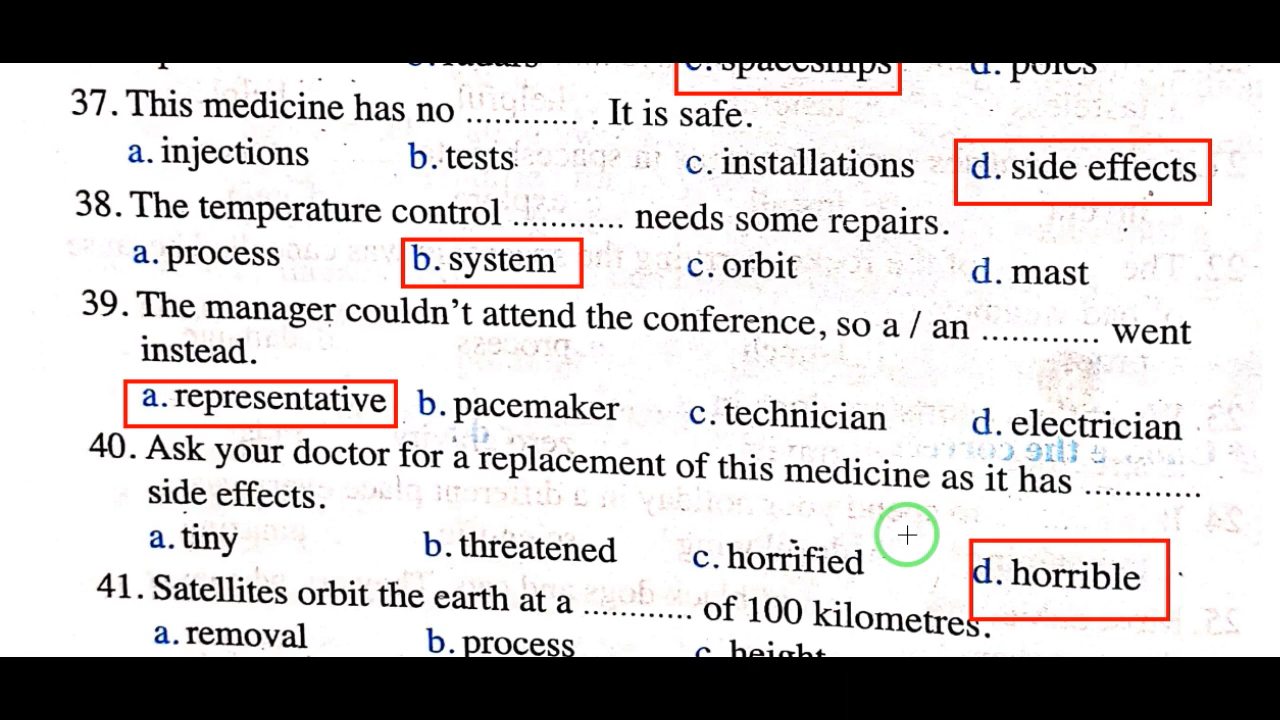 c. spaceships d. poles
37. This medicine has no ............ . It is safe.
a. injections b. tests c. installations d. side effects
38. The temperature control ............ needs some repairs.
a. process b. system c. orbit d. mast
39. The manager couldn't attend the conference, so a / an ............ went
instead.
a. representative b. pacemaker c. technician d. electrician
40. Ask your doctor for a replacement of this medicine as it has ............
side effects.
a. tiny b. threatened c. horrified d. horrible
41. Satellites orbit the earth at a ............ of 100 kilometres.
a. removal b. process c. height